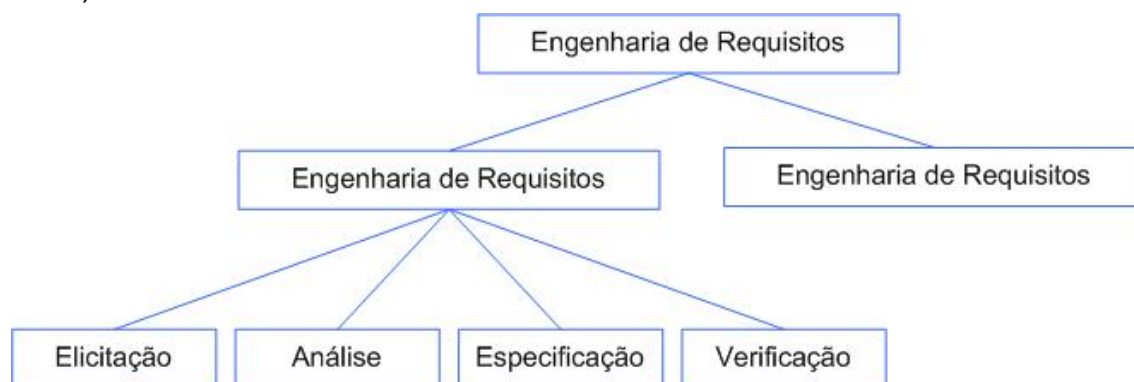 Engenharia de Requisitos
Engenharia de Requisitos
Engenharia de Requisitos
Elicitação
Análise
Especificação
Verificação